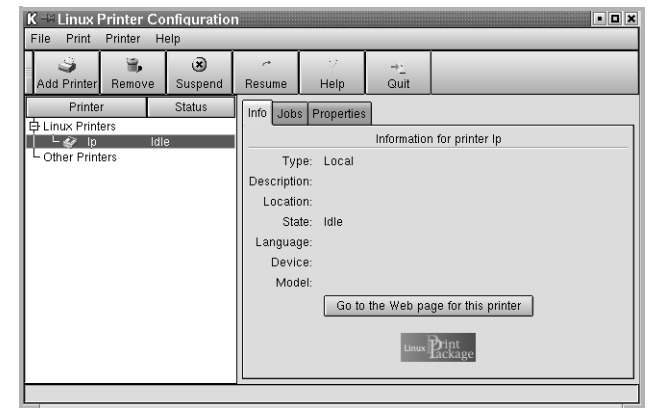 K Linux Printer Configuration
File Print Printer Help
Add Printer Remove Suspend Resume Help Quit
Printer Status
Linux Printers
lp Idle
Other Printers
Info Jobs Properties
Information for printer lp
Type: Local
Description:
Location:
State: Idle
Language:
Device:
Model:
Go to the Web page for this printer
Linux Print
Package